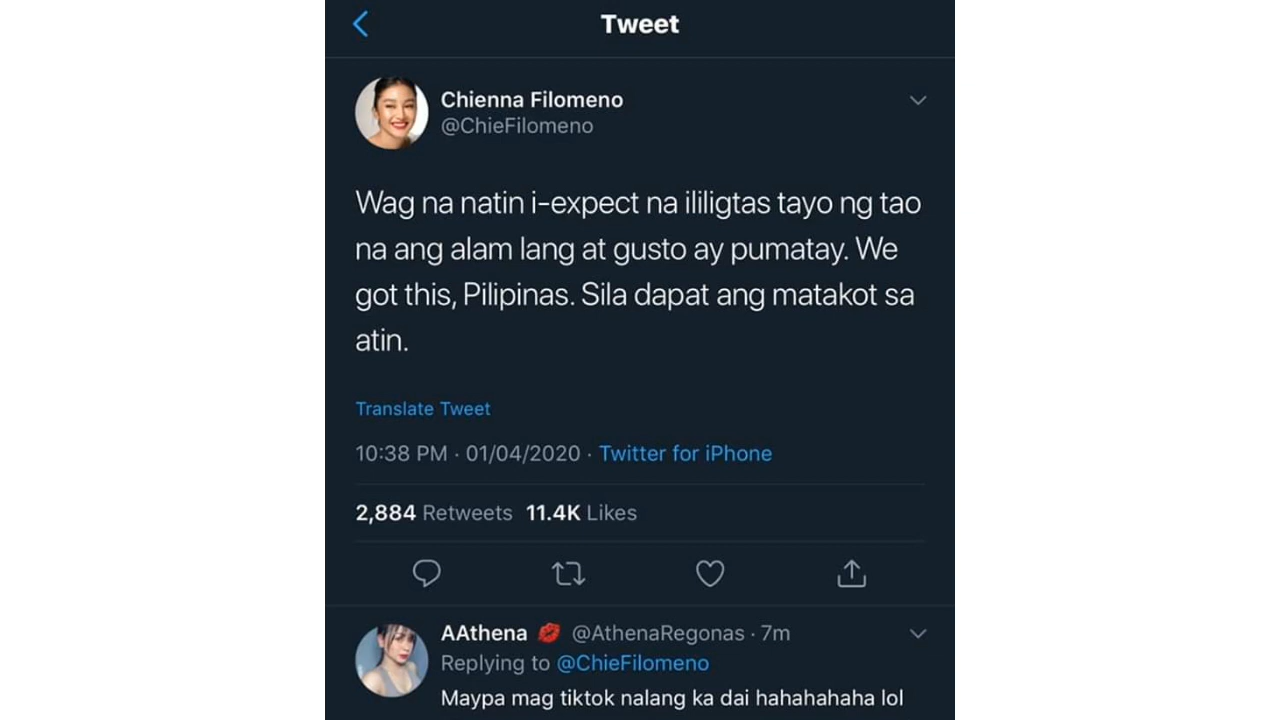 Tweet
Chienna Filomeno
@ChieFilomeno
Wag na natin i-expect na ililigtas tayo ng tao
na ang alam lang at gusto ay pumatay. We
got this, Pilipinas. Sila dapat ang matakot sa
atin.
Translate Tweet
10:38 PM · 01/04/2020 · Twitter for iPhone
2,884 Retweets 11.4K Likes
AAthena 💋 @AthenaRegonas · 7m
Replying to @ChieFilomeno
Maypa mag tiktok nalang ka dai hahahahaha lol